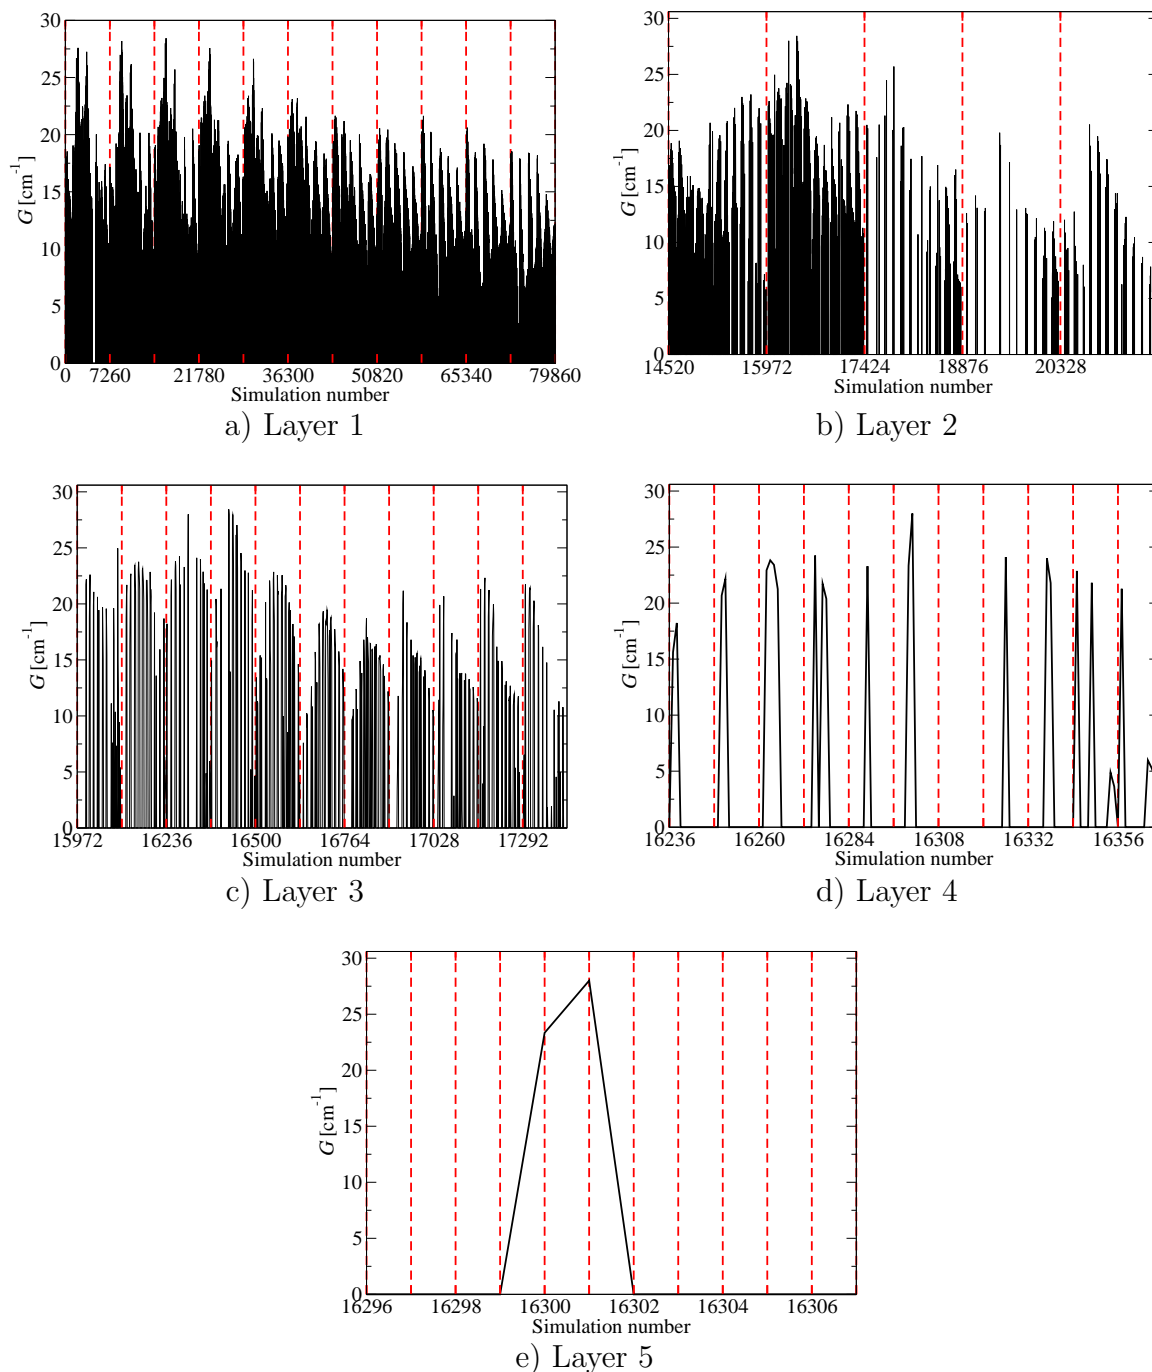 30
25
20
15
10
5
0
G [cm-1]
0 7260 21780 36300 50820 65340 79860
Simulation number
a) Layer 1
30
25
20
15
10
5
0
G [cm-1]
14520 15972 17424 18876 20328
Simulation number
b) Layer 2
30
25
20
15
10
5
0
G [cm-1]
15972 16236 16500 16764 17028 17292
Simulation number
c) Layer 3
30
25
20
15
10
5
0
G [cm-1]
16236 16260 16284 16308 16332 16356
Simulation number
d) Layer 4
30
25
20
15
10
5
0
G [cm-1]
16296 16298 16300 16302 16304 16306
Simulation number
e) Layer 5